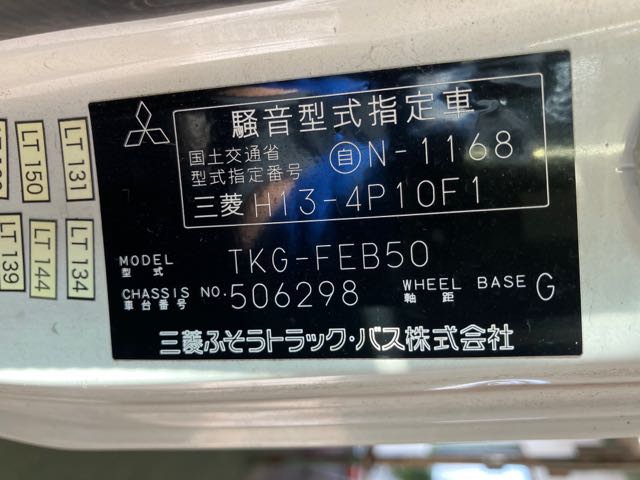 騒音型式指定車
国土交通省
型式指定番号
自N-1168
三菱 H13-4P10F1
MODEL
型式
TKG-FEB50
CHASSIS NO.
車台番号
506298
WHEEL BASE
軸距
G
三菱ふそうトラック・バス株式会社
LT 131
LT 150
LT 134
LT 144
LT 139